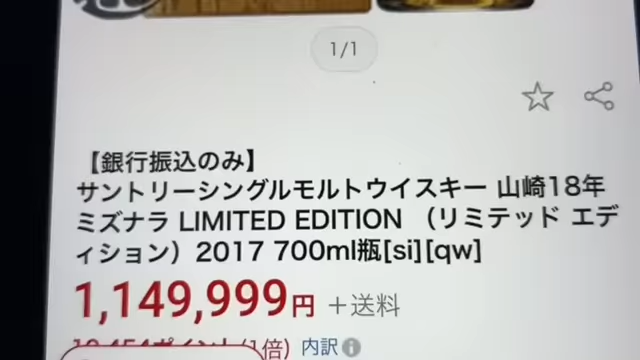 1/1
【銀行振込のみ】
サントリーシングルモルトウイスキー 山崎18年
ミズナラ LIMITED EDITION （リミテッド エデ
ィション）2017 700ml瓶[si][qw]
1,149,999円 +送料
内訳